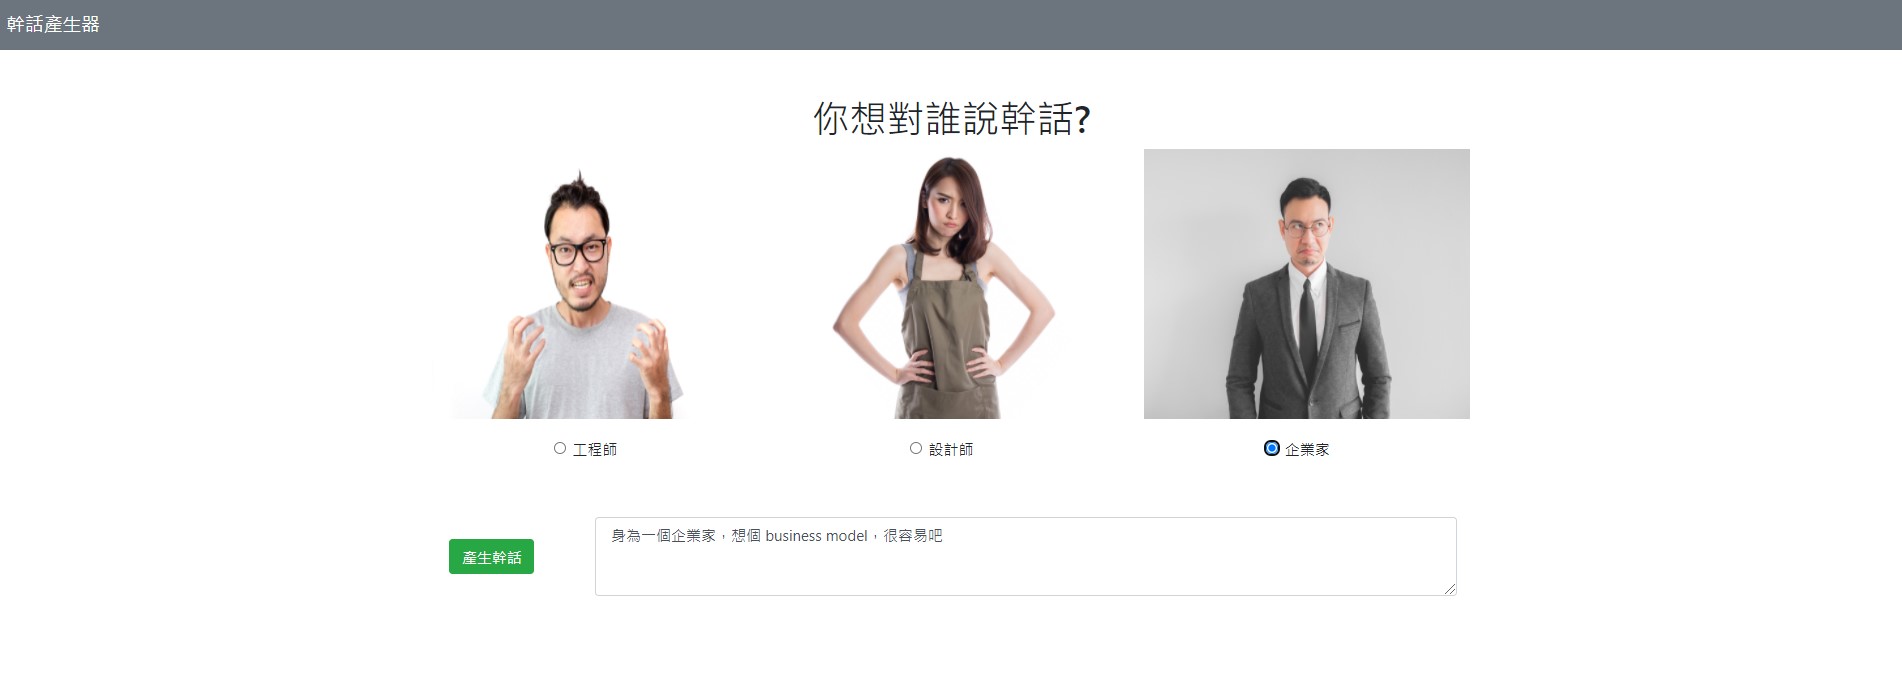 幹話產生器
你想對誰說幹話?
工程師
設計師
企業家
產生幹話
身為一個企業家，想個 business model，很容易吧